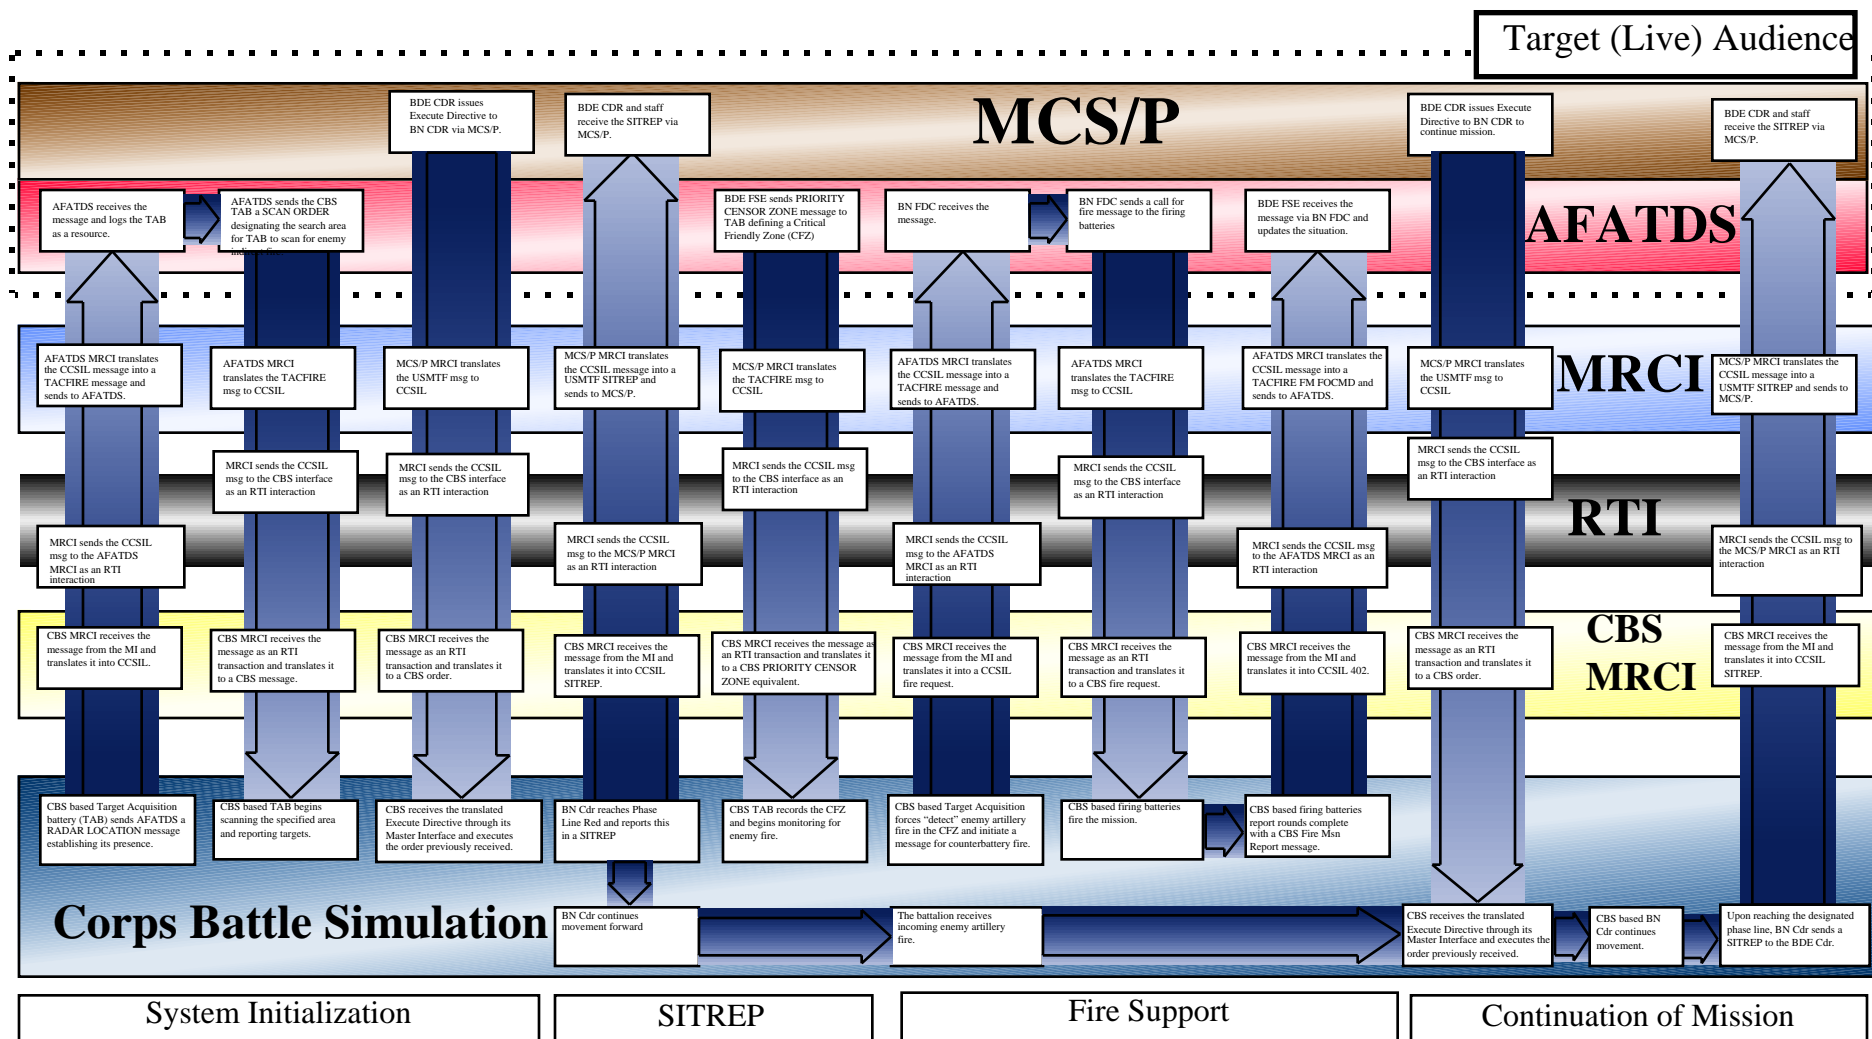 Target (Live) Audience
MCS/P
BDE CDR issues
Execute Directive to
BN CDR via MCS/P.
BDE CDR and staff
receive the SITREP via
MCS/P.
BDE CDR issues Execute
Directive to BN CDR to
continue mission.
BDE CDR and staff
receive the SITREP via
MCS/P.
AFATDS receives the
message and logs the TAB
as a resource.
AFATDS sends the CBS
TAB a SCAN ORDER
designating the search area
for TAB to scan for enemy
indirect fire.
BDE FSE sends PRIORITY
CENSOR ZONE message to
TAB defining a Critical
Friendly Zone (CFZ)
BN FDC receives the
message.
BN FDC sends a call for
fire message to the firing
batteries
BDE FSE receives the
message via BN FDC and
updates the situation.
AFATDS
AFATDS MRCI translates
the CCSIL message into a
TACFIRE message and
sends to AFATDS.
AFATDS MRCI
translates the TACFIRE
msg to CCSIL
MCS/P MRCI translates
the USMTF msg to
CCSIL
MCS/P MRCI translates
the CCSIL message into a
USMTF SITREP and
sends to MCS/P.
MCS/P MRCI translates
the TACFIRE msg to
CCSIL
AFATDS MRCI translates
the CCSIL message into a
TACFIRE message and
sends to AFATDS.
AFATDS MRCI
translates the TACFIRE
msg to CCSIL
AFATDS MRCI translates the
CCSIL message into a
TACFIRE FM FOCMD and
sends to AFATDS.
MCS/P MRCI translates
the USMTF msg to
CCSIL
MRCI
MCS/P MRCI translates the
CCSIL message into a
USMTF SITREP and sends to
MCS/P.
MRCI sends the CCSIL
msg to the AFATDS
MRCI as an RTI
interaction
MRCI sends the CCSIL
msg to the CBS interface
as an RTI interaction
MRCI sends the CCSIL
msg to the CBS interface
as an RTI interaction
MRCI sends the CCSIL
msg to the MCS/P MRCI
as an RTI interaction
MRCI sends the CCSIL msg
to the CBS interface as an
RTI interaction
MRCI sends the CCSIL
msg to the AFATDS
MRCI as an RTI
interaction
MRCI sends the CCSIL
msg to the CBS interface
as an RTI interaction
MRCI sends the CCSIL msg
to the AFATDS MRCI as an
RTI interaction
MRCI sends the CCSIL
msg to the CBS interface as
an RTI interaction
RTI
MRCI sends the CCSIL msg to
the MCS/P MRCI as an RTI
interaction
CBS MRCI receives the
message from the MI and
translates it into CCSIL.
CBS MRCI receives the
message as an RTI
transaction and translates it
to a CBS message.
CBS MRCI receives the
message as an RTI
transaction and translates it
to a CBS order.
CBS MRCI receives the
message from the MI and
translates it into CCSIL
SITREP.
CBS MRCI receives the message as
an RTI transaction and translates it
to a CBS PRIORITY CENSOR
ZONE equivalent.
CBS MRCI receives the
message from the MI and
translates it into a CCSIL
fire request.
CBS MRCI receives the
message as an RTI
transaction and translates it
to a CBS fire request.
CBS MRCI receives the
message from the MI and
translates it into CCSIL 402.
CBS MRCI receives the
message as an RTI
transaction and translates it
to a CBS order.
CBS
MRCI
CBS MRCI receives the
message from the MI and
translates it into CCSIL
SITREP.
CBS based Target Acquisition
battery (TAB) sends AFATDS a
RADAR LOCATION message
establishing its presence.
CBS based TAB begins
scanning the specified area
and reporting targets.
CBS receives the translated
Execute Directive through its
Master Interface and executes
the order previously received.
BN Cdr reaches Phase
Line Red and reports this
in a SITREP
CBS TAB records the CFZ
and begins monitoring for
enemy fire.
CBS based Target Acquisition
forces “detect” enemy artillery
fire in the CFZ and initiate a
message for counterbattery fire.
CBS based firing batteries
fire the mission.
CBS based firing batteries
report rounds complete
with a CBS Fire Msn
Report message.
Corps Battle Simulation
BN Cdr continues
movement forward
The battalion receives
incoming enemy artillery
fire.
CBS receives the translated
Execute Directive through its
Master Interface and executes the
order previously received.
CBS based BN
Cdr continues
movement.
Upon reaching the designated
phase line, BN Cdr sends a
SITREP to the BDE Cdr.
System Initialization
SITREP
Fire Support
Continuation of Mission